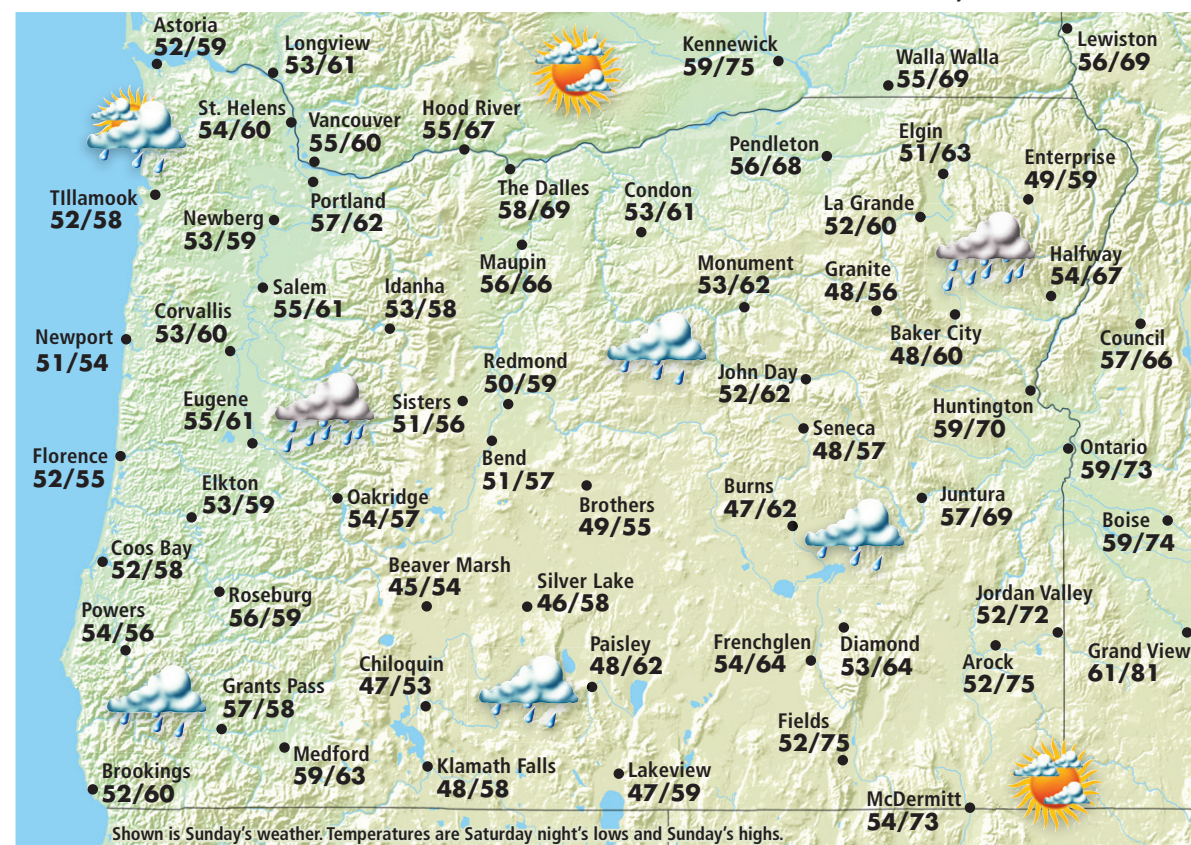 Astoria
52/59
Longview
53/61
Kennewick
59/75
Walla Walla
55/69
Lewiston
56/69
St. Helens
54/60
Vancouver
55/60
Hood River
55/67
Pendleton
56/68
Elgin
51/63
Enterprise
49/59
TIllamook
52/58
Newberg
53/59
Portland
57/62
The Dalles
58/69
Condon
53/61
La Grande
52/60
Maupin
56/66
Monument
53/62
Granite
48/56
Halfway
54/67
Salem
55/61
Idanha
53/58
Corvallis
53/60
Newport
51/54
Baker City
48/60
Council
57/66
Redmond
50/59
John Day
52/62
Eugene
55/61
Sisters
51/56
Huntington
59/70
Seneca
48/57
Florence
52/55
Bend
51/57
Ontario
59/73
Elkton
53/59
Oakridge
54/57
Brothers
49/55
Burns
47/62
Juntura
57/69
Boise
59/74
Coos Bay
52/58
Beaver Marsh
45/54
Silver Lake
46/58
Roseburg
56/59
Jordan Valley
52/72
Powers
54/56
Paisley
48/62
Frenchglen
54/64
Diamond
53/64
Arock
52/75
Grand View
61/81
Chiloquin
47/53
Grants Pass
57/58
Fields
52/75
Medford
59/63
Klamath Falls
48/58
Lakeview
47/59
Brookings
52/60
McDermitt
54/73
Shown is Sunday's weather. Temperatures are Saturday night's lows and Sunday's highs.